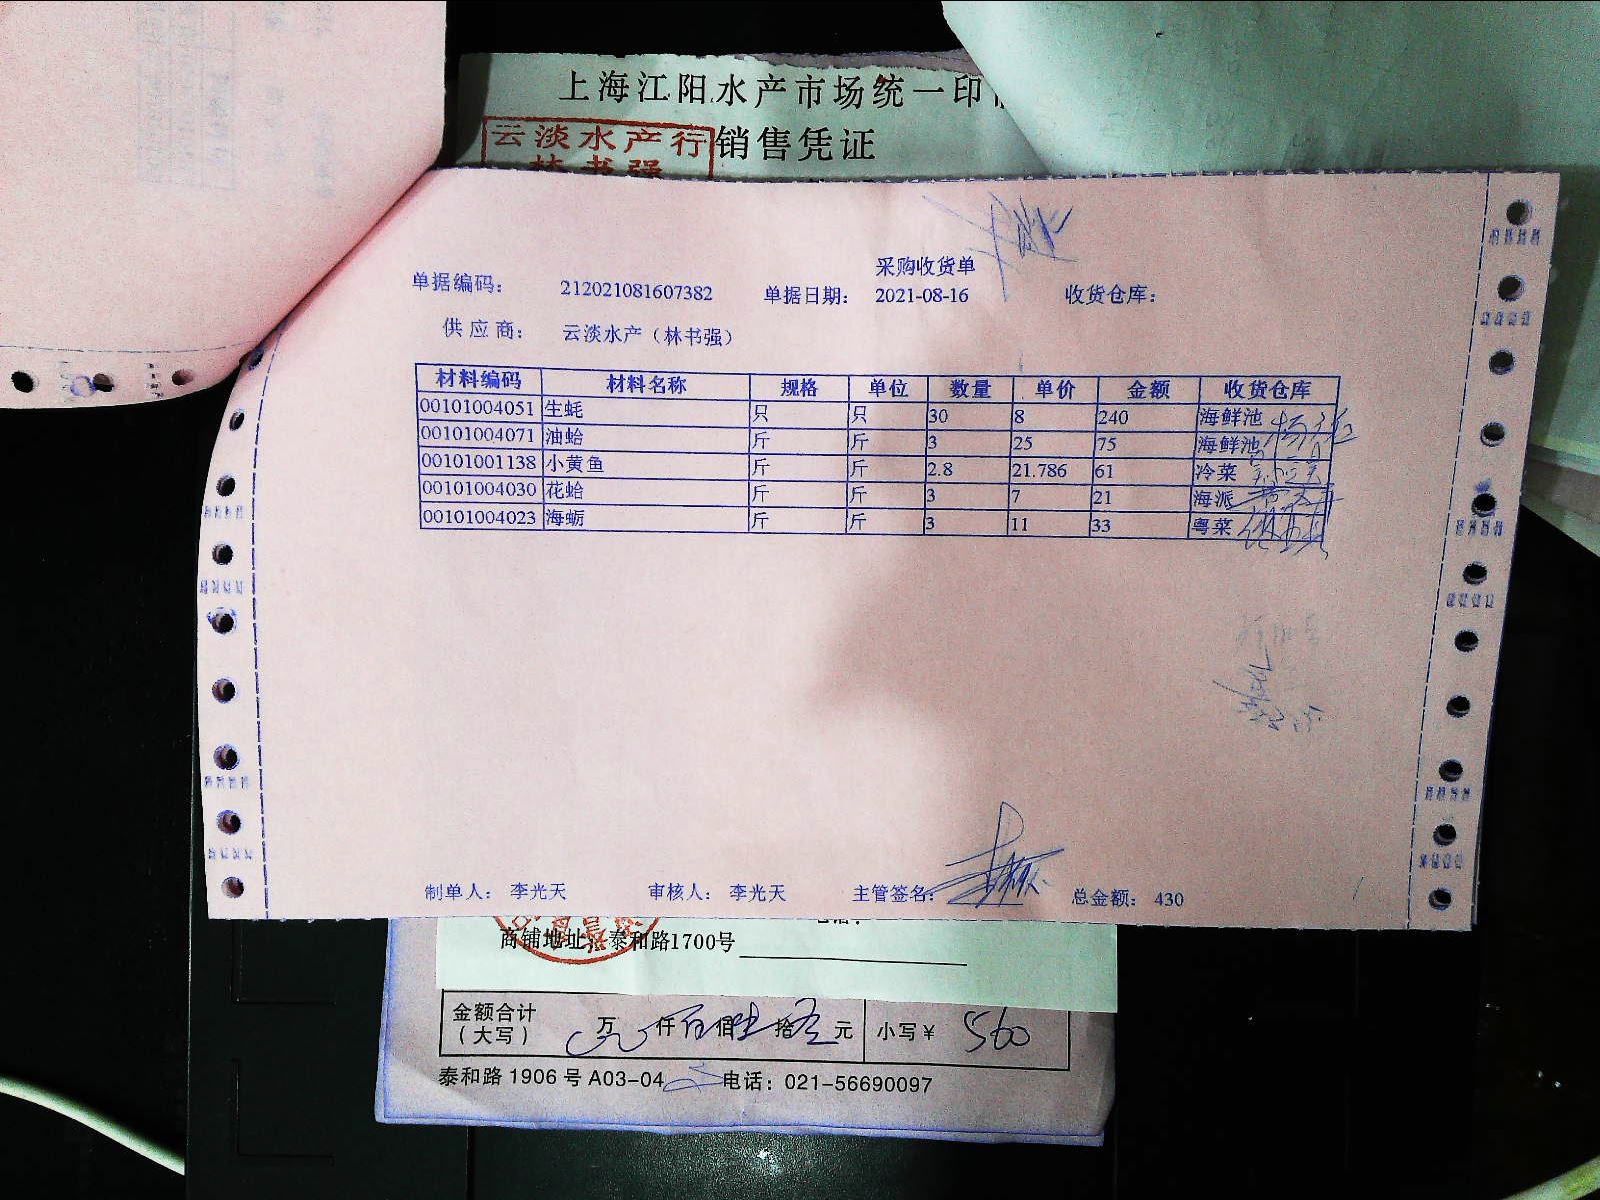 上海江阳水产市场统一印
云淡水产行
销售凭证
林书强
采购收货单
单据编码： 212021081607382 单据日期： 2021-08-16 收货仓库：
供应商： 云淡水产（林书强）
材料编码 材料名称 规格 单位 数量 单价 金额 收货仓库
00101004051 生蚝 只 只 30 8 240 海鲜池
00101004071 油蛤 斤 斤 3 25 75 海鲜池
00101001138 小黄鱼 斤 斤 2.8 21.786 61 冷菜
00101004030 花蛤 斤 斤 3 7 21 海派
00101004023 海蛎 斤 斤 3 11 33 粤菜
制单人： 李光天 审核人： 李光天 主管签名： 总金额： 430
商铺地址：泰和路1700号
金额合计
（大写） 万 仟 佰 拾 元 小写￥ 560
泰和路 1906 号 A03-04 电话：021-56690097